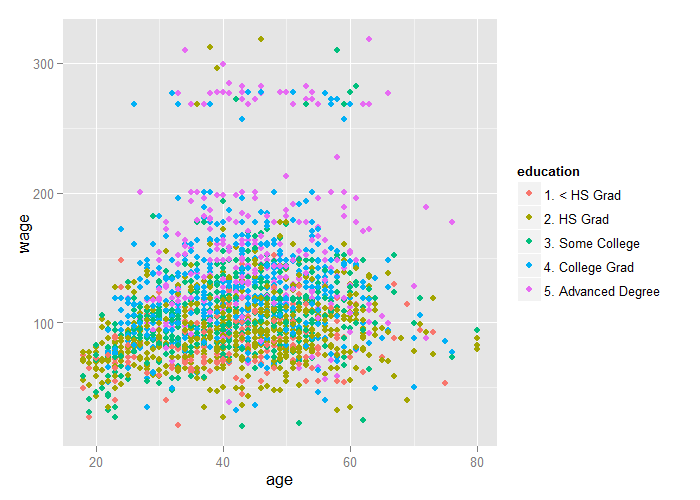 300
200
100
wage
20
40
60
80
age
education
1. < HS Grad
2. HS Grad
3. Some College
4. College Grad
5. Advanced Degree